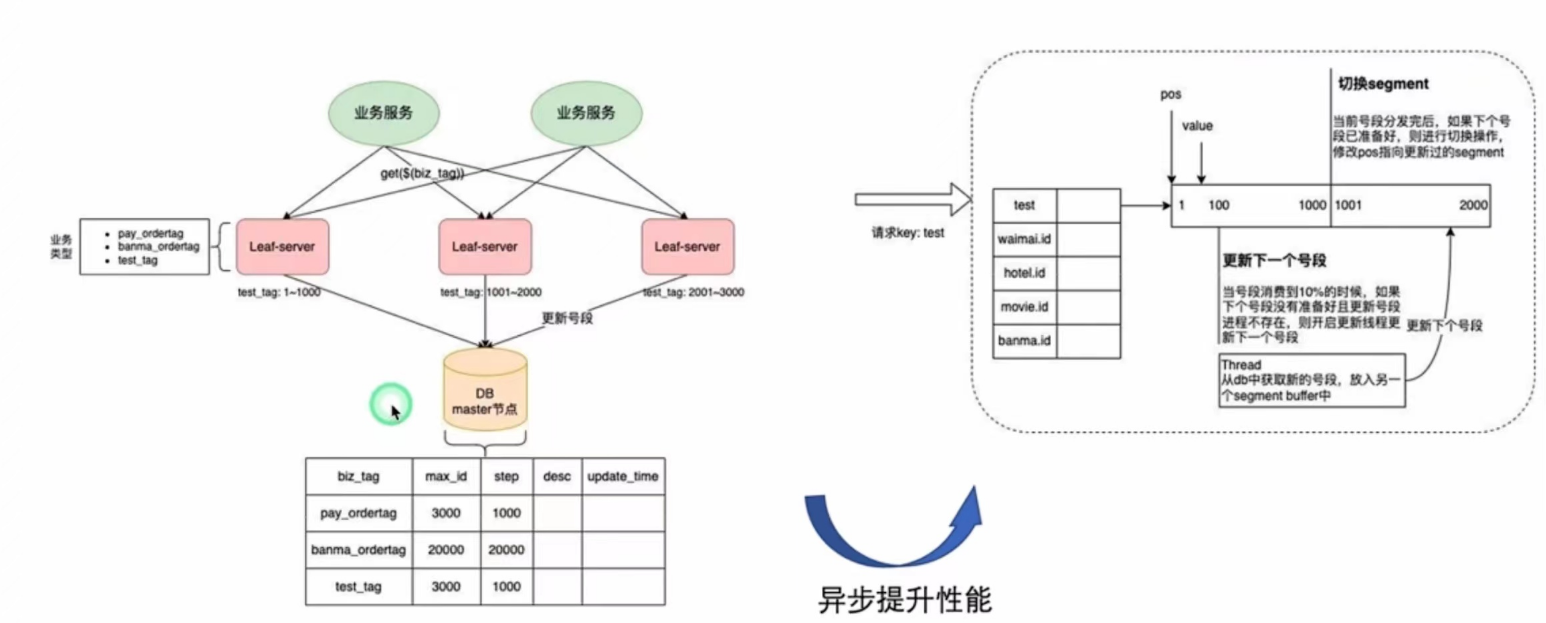 业务服务
业务服务
get($(biz_tag))
业务
类型
pay_ordertag
banma_ordertag
test_tag
Leaf-server
Leaf-server
Leaf-server
test_tag: 1~1000
test_tag: 1001~2000
test_tag: 2001~3000
更新号段
DB
master节点
biz_tag max_id step desc update_time
pay_ordertag 3000 1000
banma_ordertag 20000 20000
test_tag 3000 1000
异步提升性能
请求key: test
test
waimai.id
hotel.id
movie.id
banma.id
pos
value
切换segment
当前号段分发完后，如果下个号
段已准备好，则进行切换操作，
修改pos指向更新过的segment
1 100 1000 1001 2000
更新下一个号段
当号段消费到10%的时候，如果
下个号段没有准备好且更新号段
进程不存在，则开启更新线程更
新下一个号段
更新下个号段
Thread
从db中获取新的号段，放入另一
个segment buffer中